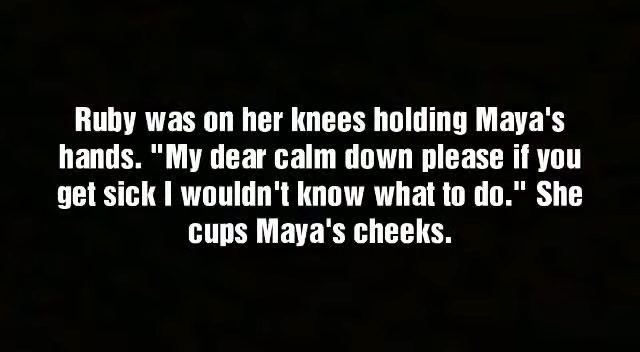 Ruby was on her knees holding Maya's
hands. "My dear calm down please if you
get sick I wouldn't know what to do." She
cups Maya's cheeks.